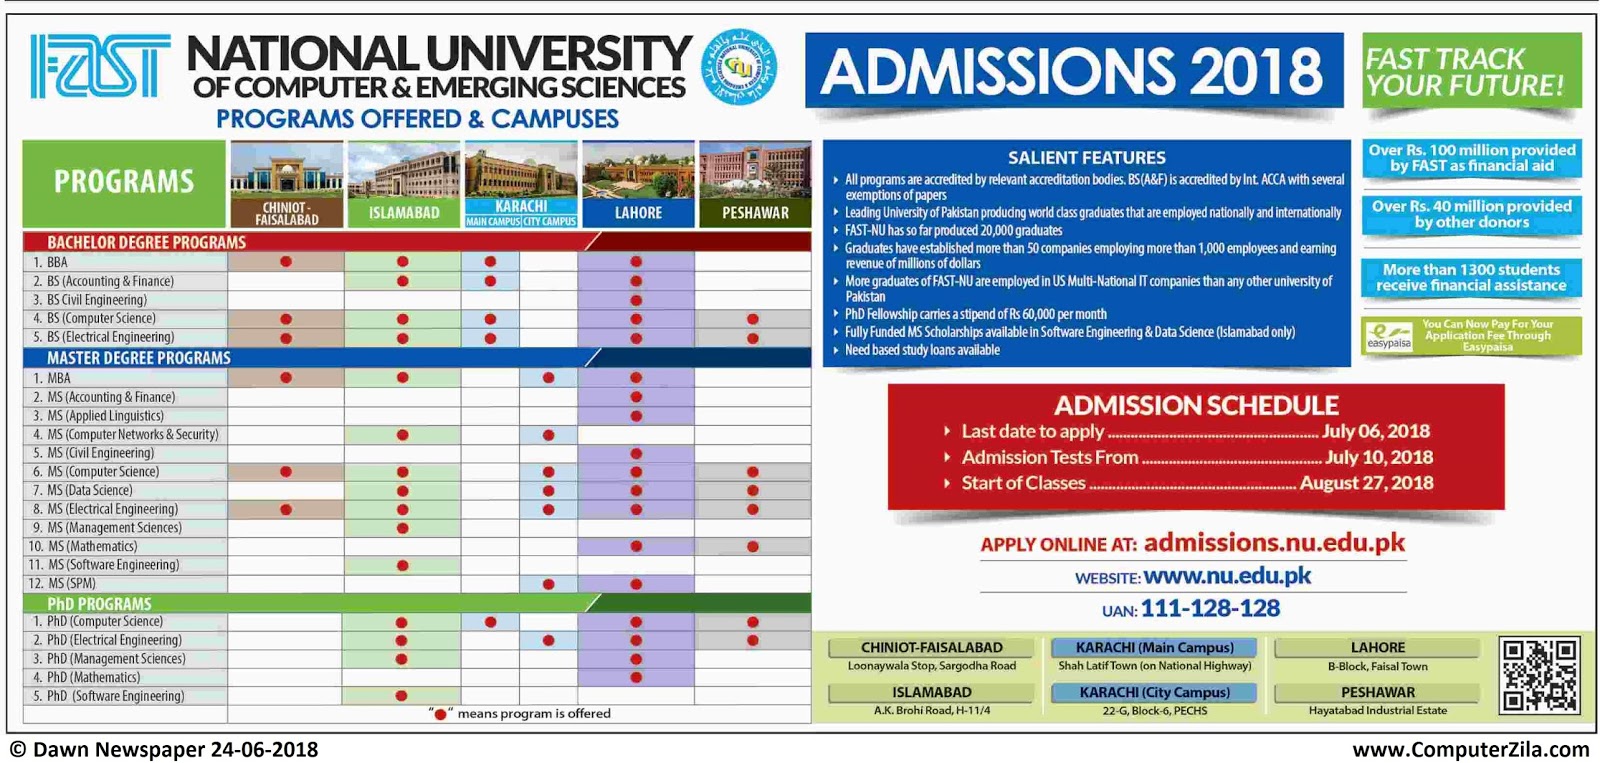 FAST
NATIONAL UNIVERSITY
OF COMPUTER & EMERGING SCIENCES
PROGRAMS OFFERED & CAMPUSES
PROGRAMS
CHINIOT -
FAISALABAD
ISLAMABAD
KARACHI
MAIN CAMPUS CITY CAMPUS
LAHORE
PESHAWAR
BACHELOR DEGREE PROGRAMS
1. BBA
2. BS (Accounting & Finance)
3. BS Civil Engineering)
4. BS (Computer Science)
5. BS (Electrical Engineering)
MASTER DEGREE PROGRAMS
1. MBA
2. MS (Accounting & Finance)
3. MS (Applied Linguistics)
4. MS (Computer Networks & Security)
5. MS (Civil Engineering)
6. MS (Computer Science)
7. MS (Data Science)
8. MS (Electrical Engineering)
9. MS (Management Sciences)
10. MS (Mathematics)
11. MS (Software Engineering)
12. MS (SPM)
PhD PROGRAMS
1. PhD (Computer Science)
2. PhD (Electrical Engineering)
3. PhD (Management Sciences)
4. PhD (Mathematics)
5. PhD (Software Engineering)
"●" means program is offered
ADMISSIONS 2018
FAST TRACK
YOUR FUTURE!
SALIENT FEATURES
All programs are accredited by relevant accreditation bodies. BS(A&F) is accredited by Int. ACCA with several
exemptions of papers
Leading University of Pakistan producing world class graduates that are employed nationally and internationally
FAST-NU has so far produced 20,000 graduates
Graduates have established more than 50 companies employing more than 1,000 employees and earning
revenue of millions of dollars
More graduates of FAST-NU are employed in US Multi-National IT companies than any other university of
Pakistan
PhD Fellowship carries a stipend of Rs 60,000 per month
Fully Funded MS Scholarships available in Software Engineering & Data Science (Islamabad only)
Need based study loans available
Over Rs. 100 million provided
by FAST as financial aid
Over Rs. 40 million provided
by other donors
More than 1300 students
receive financial assistance
easypaisa
You Can Now Pay For Your
Application Fee Through
Easypaisa
ADMISSION SCHEDULE
Last date to apply ........ July 06, 2018
Admission Tests From ........ July 10, 2018
Start of Classes ........ August 27, 2018
APPLY ONLINE AT: admissions.nu.edu.pk
WEBSITE: www.nu.edu.pk
UAN: 111-128-128
CHINIOT-FAISALABAD
Loonaywala Stop, Sargodha Road
KARACHI (Main Campus)
Shah Latif Town (on National Highway)
LAHORE
B-Block, Faisal Town
ISLAMABAD
A.K. Brohi Road, H-11/4
KARACHI (City Campus)
22-G, Block-6, PECHS
PESHAWAR
Hayatabad Industrial Estate
© Dawn Newspaper 24-06-2018
www.ComputerZila.com